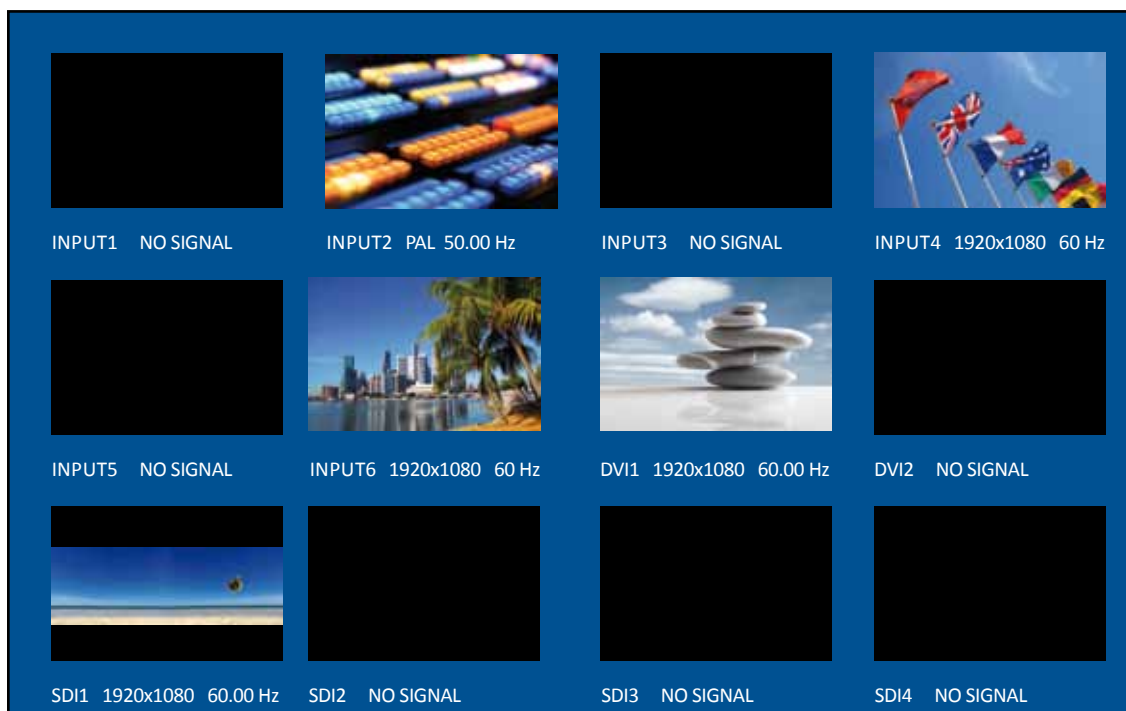 INPUT1 NO SIGNAL
INPUT2 PAL 50.00 Hz
INPUT3 NO SIGNAL
INPUT4 1920x1080 60 Hz
INPUT5 NO SIGNAL
INPUT6 1920x1080 60 Hz
DVI1 1920x1080 60.00 Hz
DVI2 NO SIGNAL
SDI1 1920x1080 60.00 Hz
SDI2 NO SIGNAL
SDI3 NO SIGNAL
SDI4 NO SIGNAL